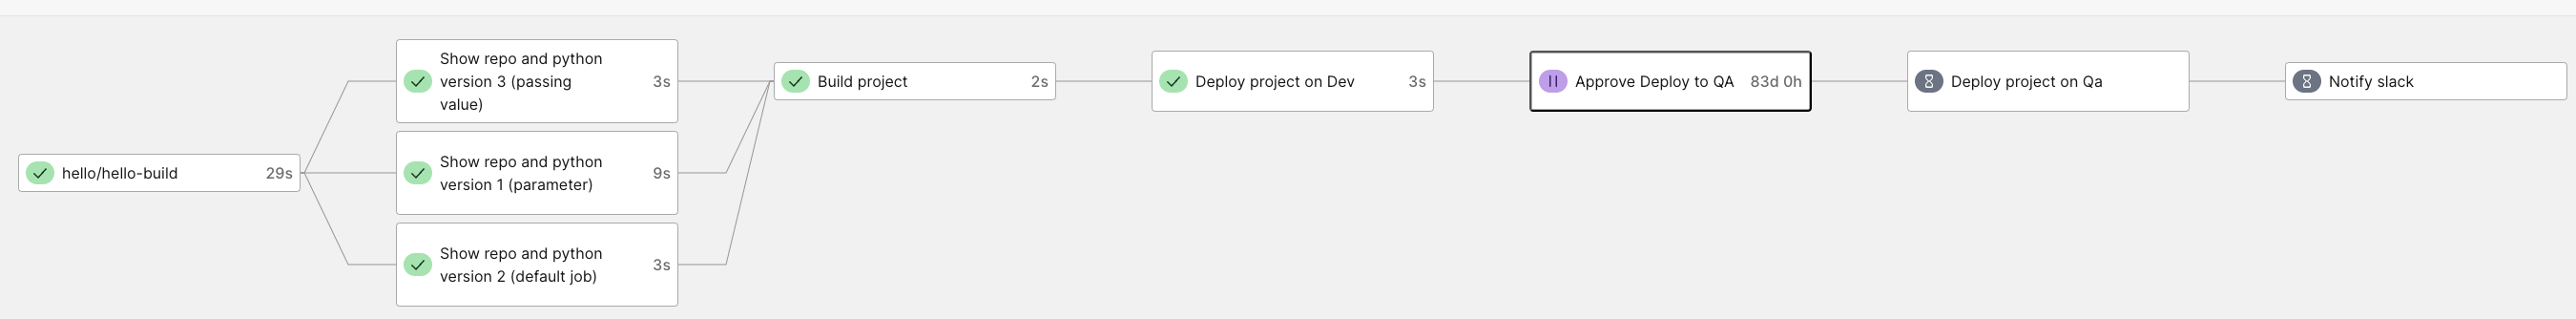 hello/hello-build 29s
Show repo and python
version 3 (passing
value)
3s
Show repo and python
version 1 (parameter)
9s
Show repo and python
version 2 (default job)
3s
Build project 2s
Deploy project on Dev 3s
Approve Deploy to QA 83d 0h
Deploy project on Qa
Notify slack